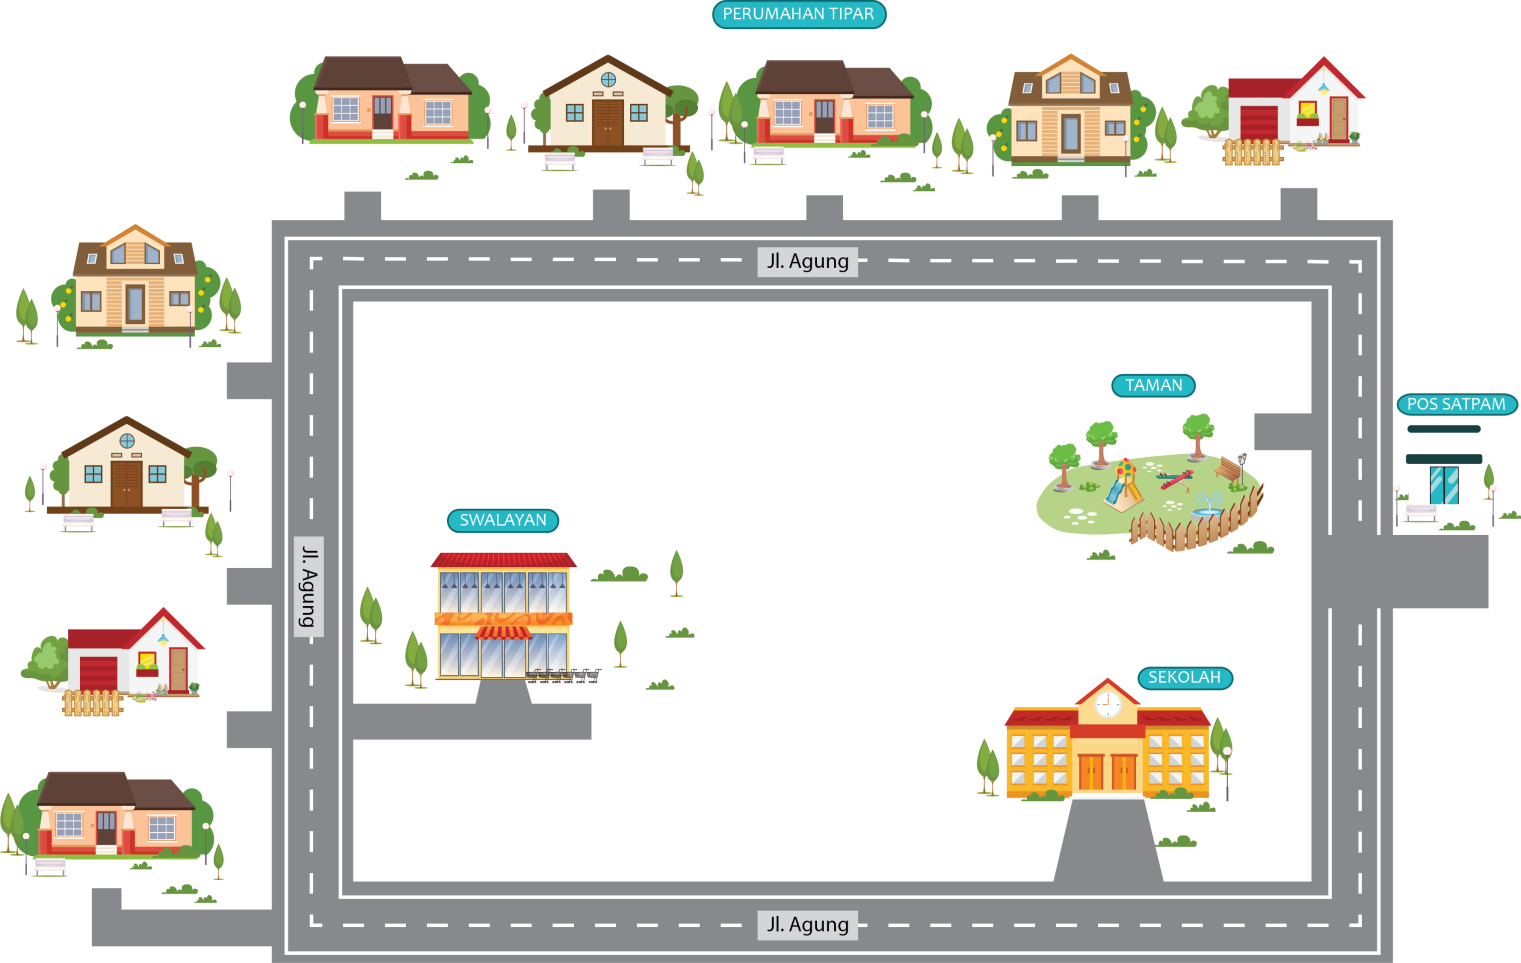 PERUMAHAN TIPAR
Jl. Agung
TAMAN
POS SATPAM
SWALAYAN
Jl. Agung
SEKOLAH
Jl. Agung